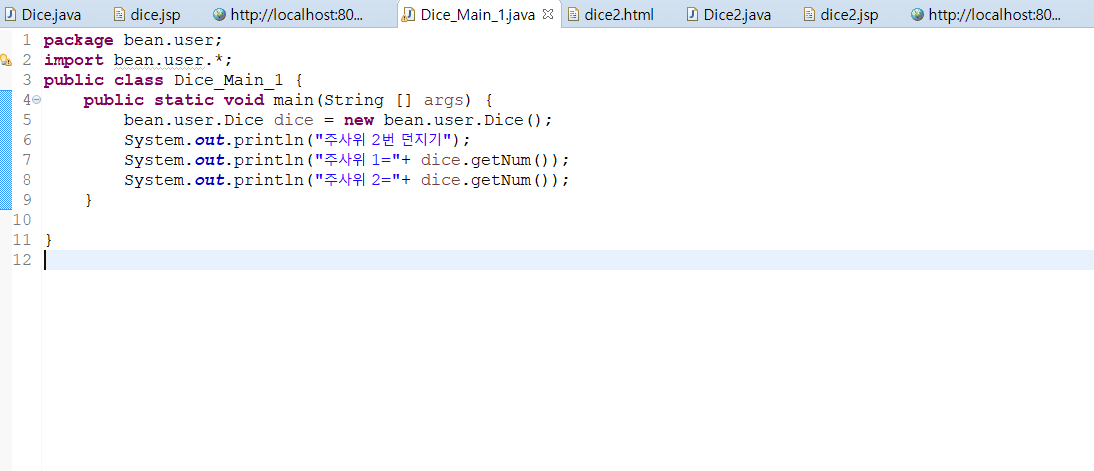 Dice.java dice.jsp http://localhost:80... Dice_Main_1.java dice2.html Dice2.java dice2.jsp http://localhost:80...
1 package bean.user;
2 import bean.user.*;
3 public class Dice_Main_1 {
4 public static void main(String [] args) {
5 bean.user.Dice dice = new bean.user.Dice();
6 System.out.println("주사위 2번 던지기");
7 System.out.println("주사위 1="+ dice.getNum());
8 System.out.println("주사위 2="+ dice.getNum());
9 }
10
11 }
12